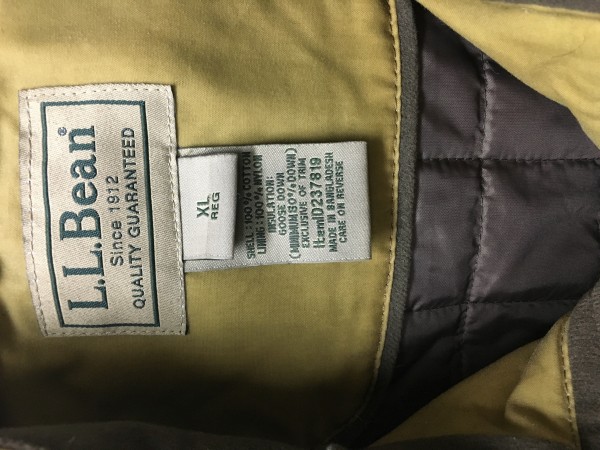 L.L.Bean®
Since 1912
QUALITY GUARANTEED
XL
REG
SHELL: 100% COTTON
LINING: 100% NYLON
INSULATION:
GOOSE DOWN
(MINIMUM 80% DOWN)
EXCLUSIVE OF TRIM
ItemID237819
MADE IN BANGLADESH
CARE ON REVERSE